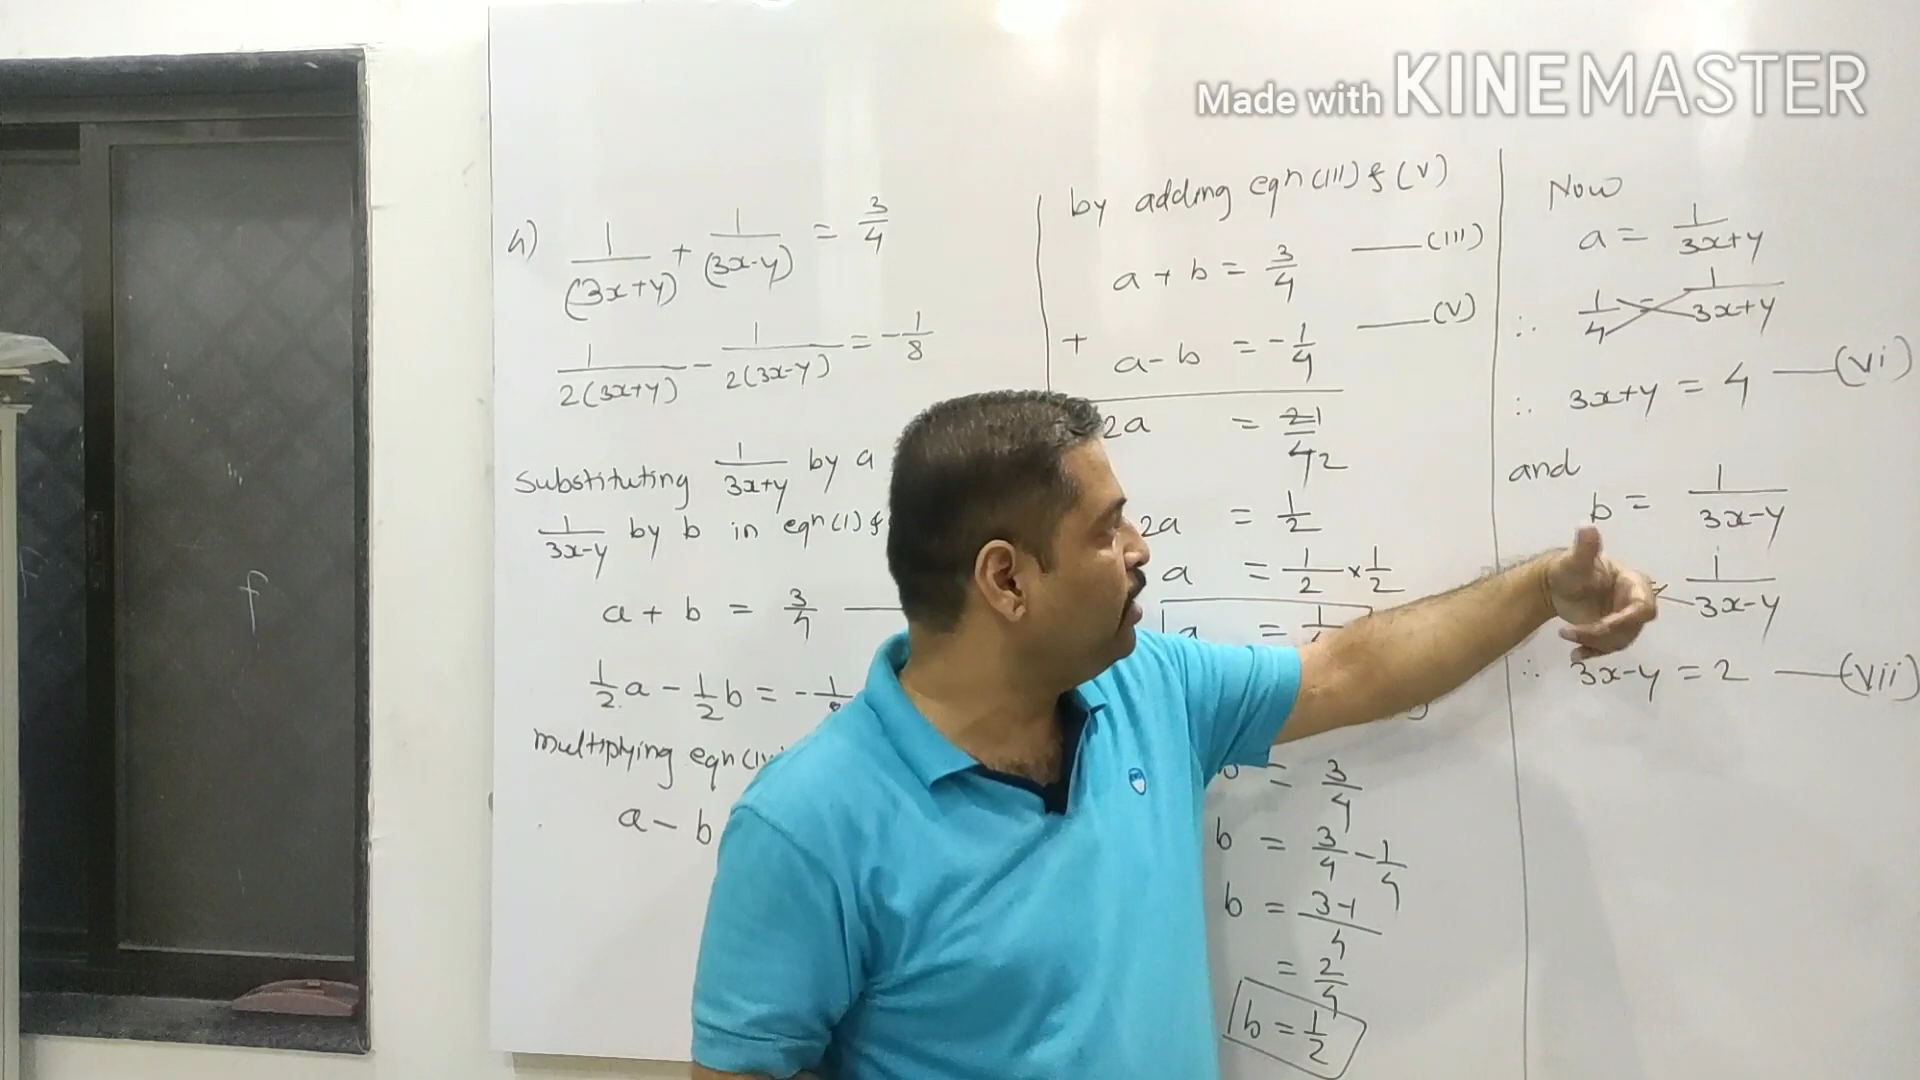 Made with KINEMASTER
4) 1/(3x+y) + 1/(3x-y) = 3/4
1/2(3x+y) - 1/2(3x-y) = -1/8
Substituting 1/3x+y by a
1/3x-y by b in eqn (I) &
a + b = 3/4
1/2 a - 1/2 b = -1/
Multiplying eqn (IV)
a - b
by adding eqn (III) & (V)
a + b = 3/4 —(III)
+ a - b = -1/4 —(V)
2a = 21/42
2a = 1/2
a = 1/2 × 1/2
a = 1/
= 3/4
b = 3/4 - 1/4
b = 3-1/4
= 2/4
b = 1/2
Now
a = 1/3x+y
∴ 1/4 = 1/3x+y
∴ 3x+y = 4 —(vi)
and
b = 1/3x-y
1/3x-y
∴ 3x-y = 2 —(vii)
f